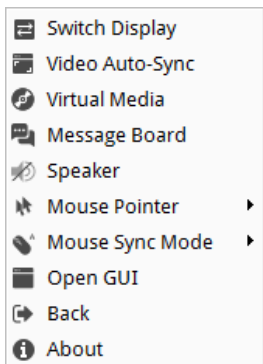 Switch Display
Video Auto-Sync
Virtual Media
Message Board
Speaker
Mouse Pointer
Mouse Sync Mode
Open GUI
Back
About